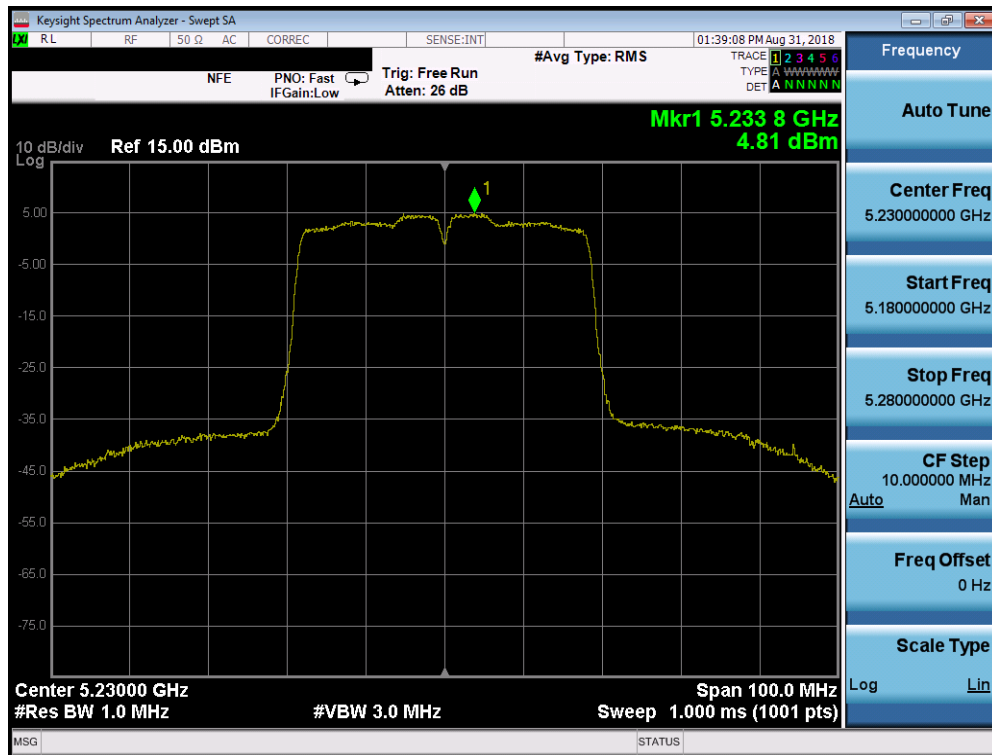 Keysight Spectrum Analyzer - Swept SA
LXI RL RF 50 Ω AC CORREC SENSE:INT 01:39:08 PM Aug 31, 2018
#Avg Type: RMS TRACE 1 2 3 4 5 6
NFE PNO: Fast Trig: Free Run TYPE A WWWWW
IFGain:Low Atten: 26 dB DET A N N N N N
Mkr1 5.233 8 GHz
4.81 dBm
10 dB/div Ref 15.00 dBm
Log
1
5.00
-5.00
-15.0
-25.0
-35.0
-45.0
-55.0
-65.0
-75.0
Center 5.23000 GHz Span 100.0 MHz
#Res BW 1.0 MHz #VBW 3.0 MHz Sweep 1.000 ms (1001 pts)
MSG STATUS
Frequency
Auto Tune
Center Freq
5.230000000 GHz
Start Freq
5.180000000 GHz
Stop Freq
5.280000000 GHz
CF Step
10.000000 MHz
Auto Man
Freq Offset
0 Hz
Scale Type
Log Lin